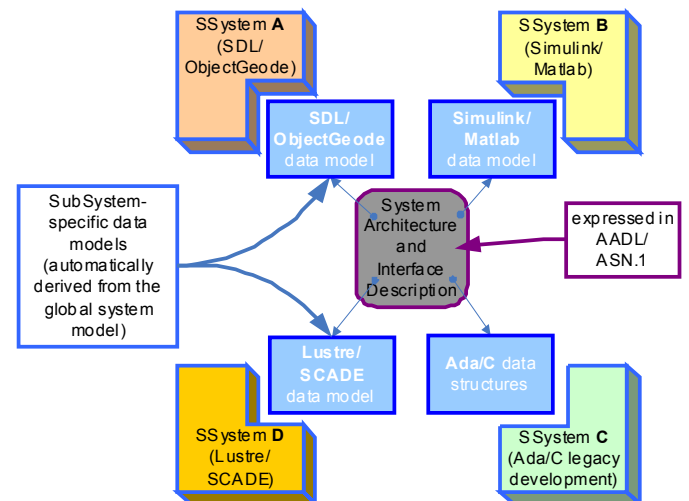 SSystem A
(SDL/
ObjectGeode)
SSystem B
(Simulink/
Matlab)
SDL/
ObjectGeode
data model
Simulink/
Matlab
data model
SubSystem-
specific data
models
(automatically
derived from the
global system
model)
System
Architecture
and
Interface
Description
expressed in
AADL/
ASN.1
Lustre/
SCADE
data model
Ada/C data
structures
SSystem D
(Lustre/
SCADE)
SSystem C
(Ada/C legacy
development)